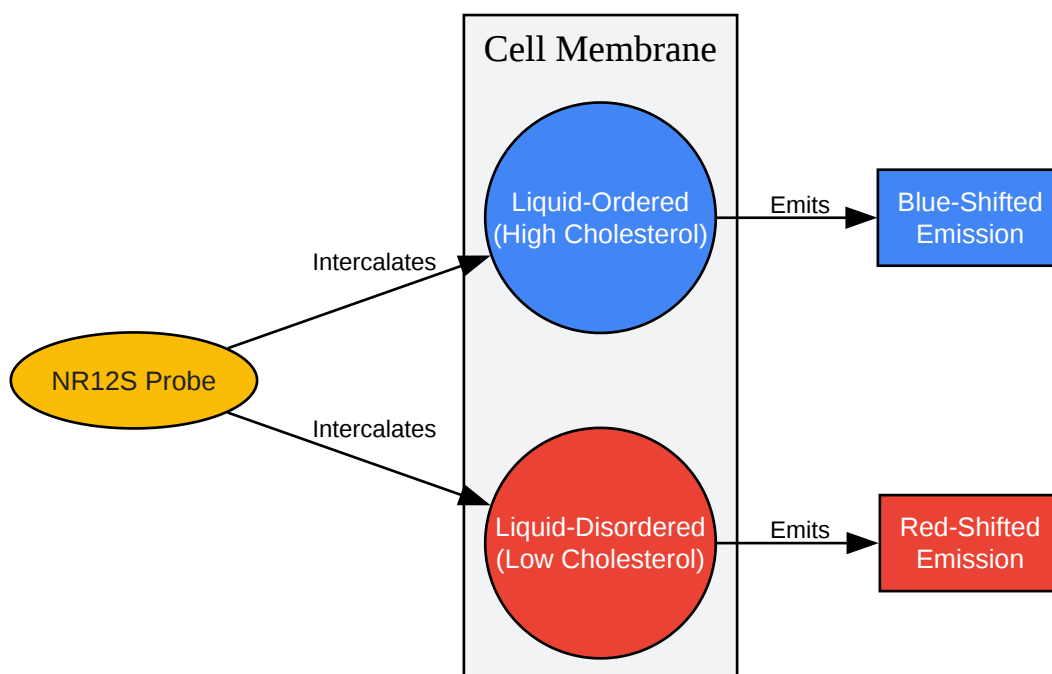 Cell Membrane
Liquid-Ordered
(High Cholesterol)
Emits
Blue-Shifted
Emission
Intercalates
NR12S Probe
Intercalates
Liquid-Disordered
(Low Cholesterol)
Emits
Red-Shifted
Emission